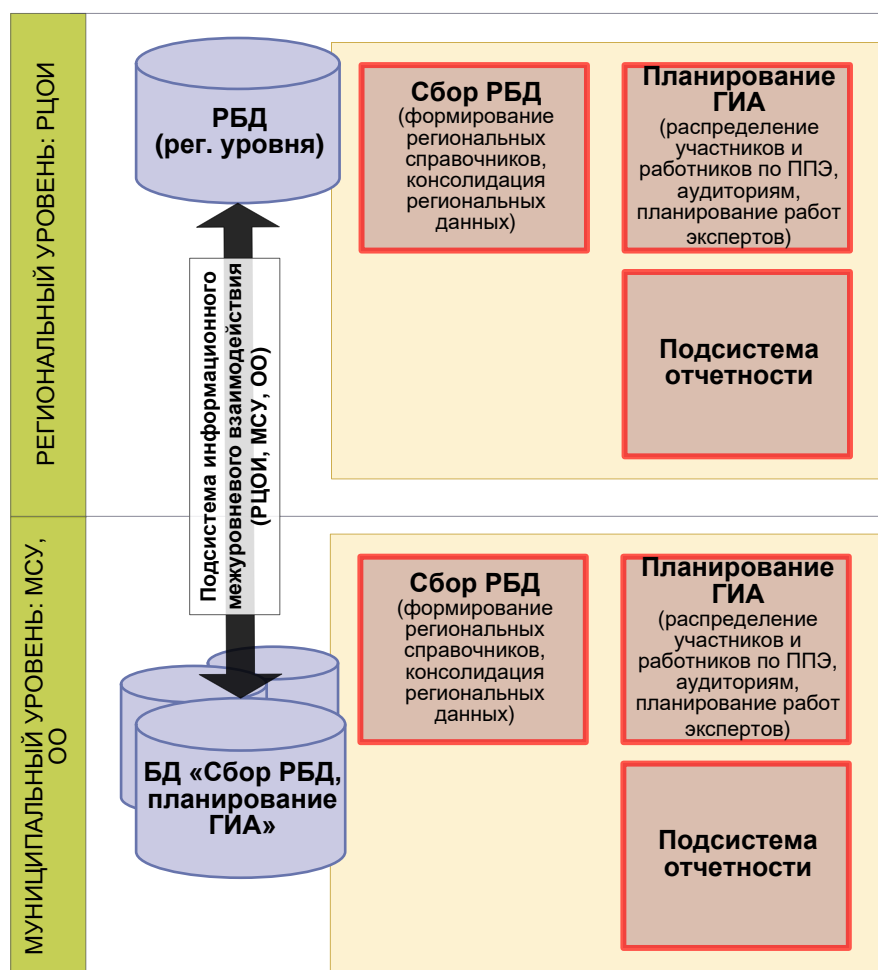 РЕГИОНАЛЬНЫЙ УРОВЕНЬ: РЦОИ
РБД
(рег. уровня)
Сбор РБД
(формирование
региональных
справочников,
консолидация
региональных
данных)
Планирование
ГИА
(распределение
участников и
работников по ППЭ,
аудиториям,
планирование работ
экспертов)
Подсистема
отчетности
Подсистема информационного
межуровневого взаимодействия
(РЦОИ, МСУ, ОО)
МУНИЦИПАЛЬНЫЙ УРОВЕНЬ: МСУ,
ОО
БД «Сбор РБД,
планирование
ГИА»
Сбор РБД
(формирование
региональных
справочников,
консолидация
региональных
данных)
Планирование
ГИА
(распределение
участников и
работников по ППЭ,
аудиториям,
планирование работ
экспертов)
Подсистема
отчетности